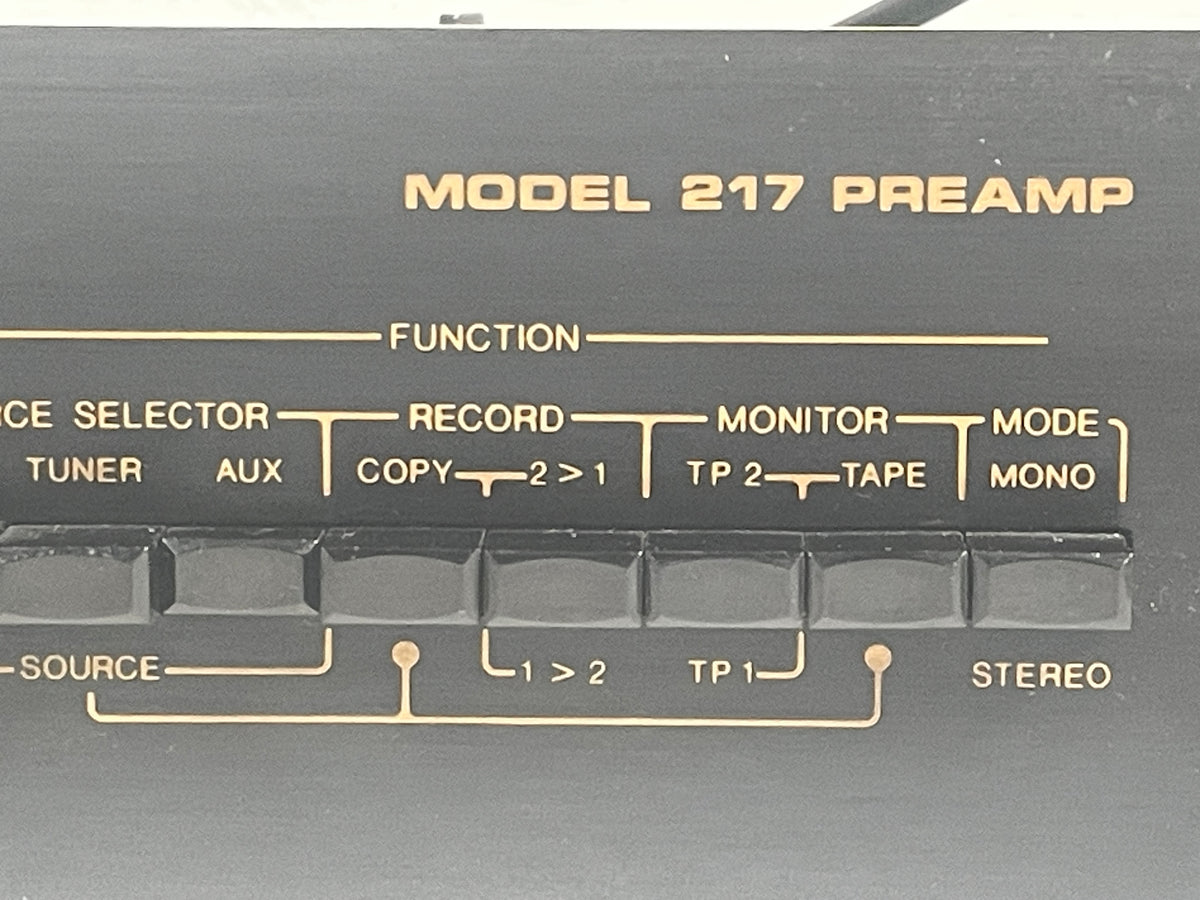 MODEL 217 PREAMP
FUNCTION
SELECTOR RECORD MONITOR MODE
TUNER AUX COPY 2 > 1 TP 2 TAPE MONO
SOURCE 1 > 2 TP 1 STEREO